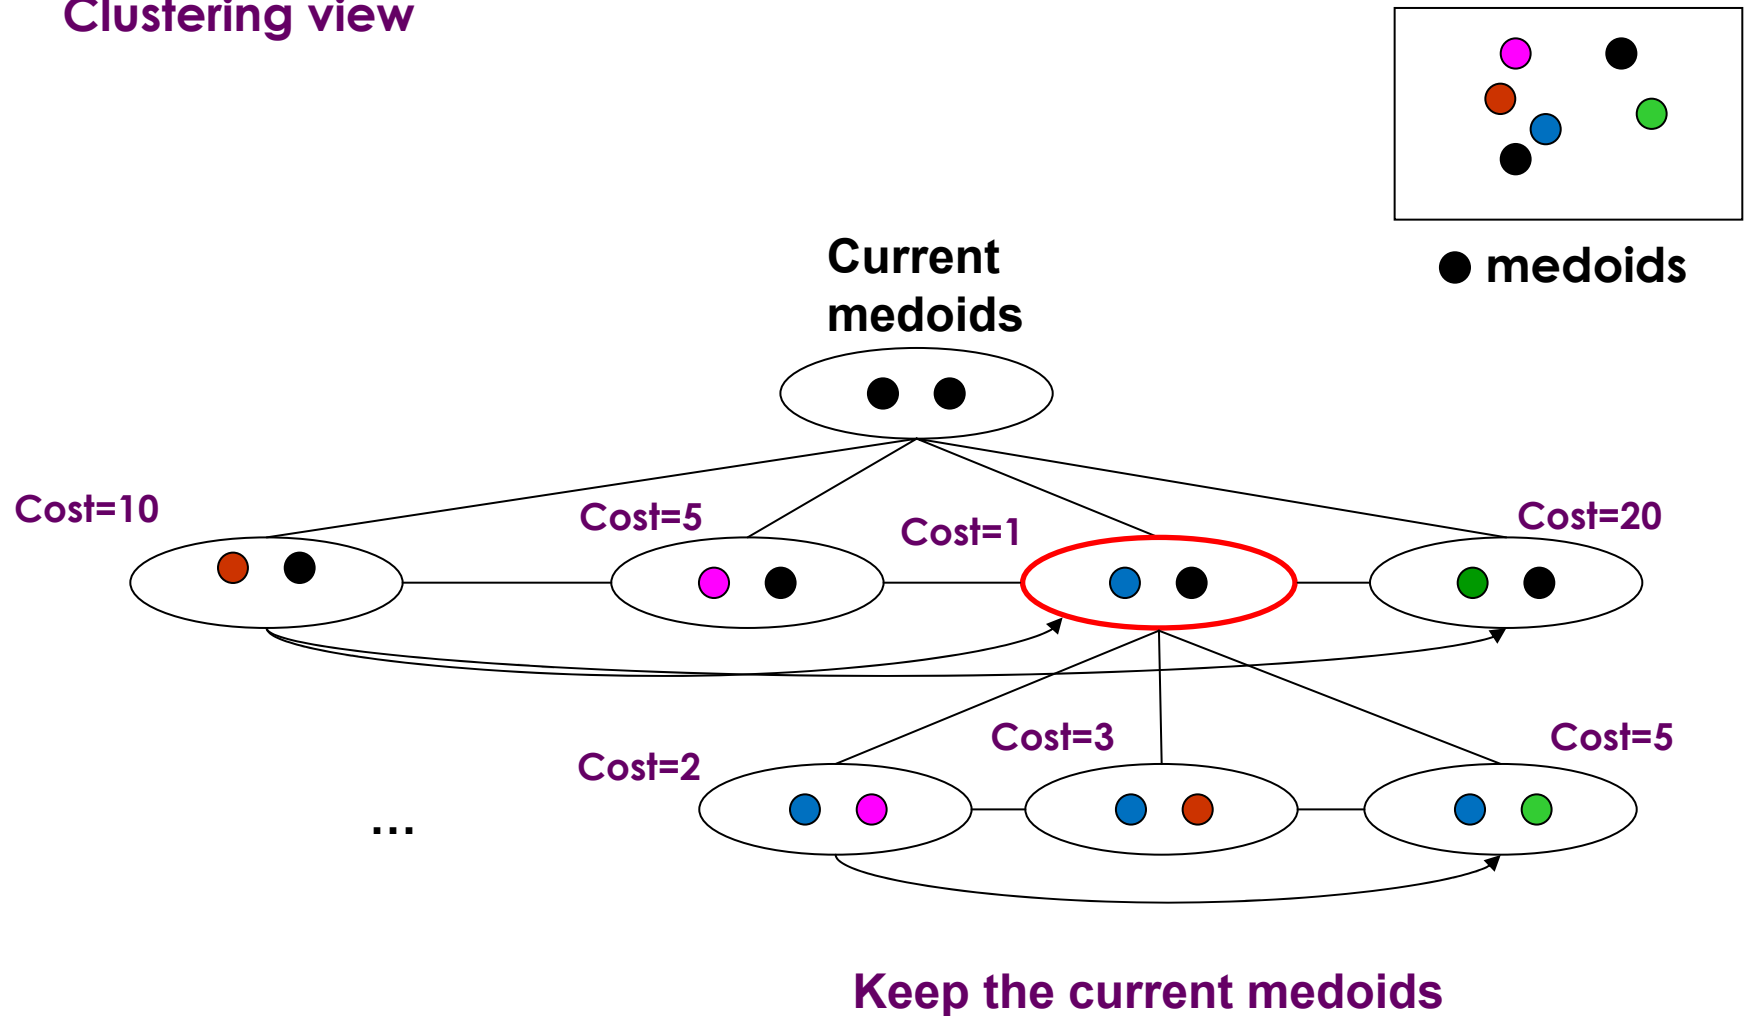 Clustering view
medoids
Current
medoids
Cost=10
Cost=5
Cost=1
Cost=20
Cost=2
Cost=3
Cost=5
...
Keep the current medoids